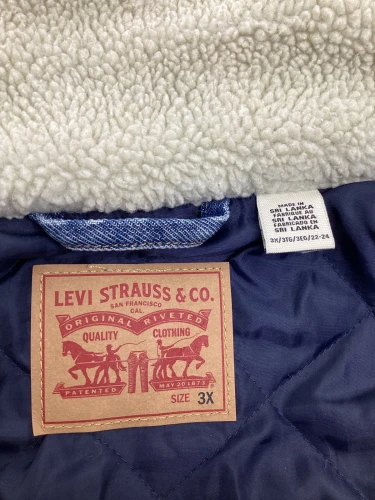 MADE IN
SRI LANKA
FABRIQUE AU
SRI LANKA
FABRICADO EN
SRI LANKA
3X/3TG/3EG/22-24
LEVI STRAUSS & CO.
SAN FRANCISCO
CAL.
ORIGINAL RIVETED
QUALITY CLOTHING
PATENTED MAY 20 1873
SIZE 3X